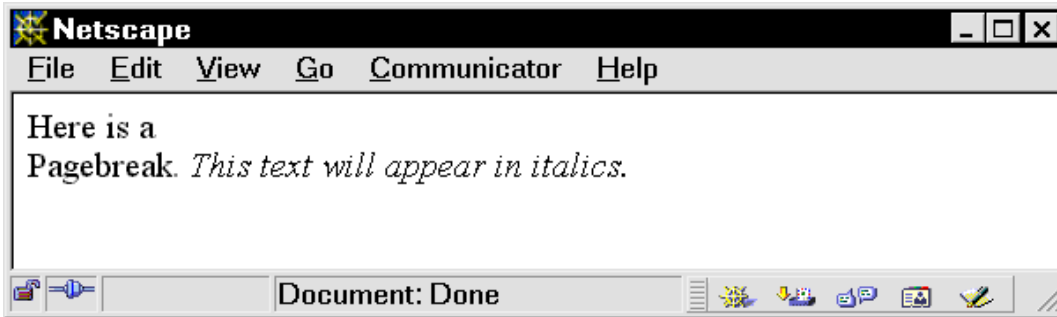 Netscape
File Edit View Go Communicator Help
Here is a
Pagebreak. This text will appear in italics.
Document: Done